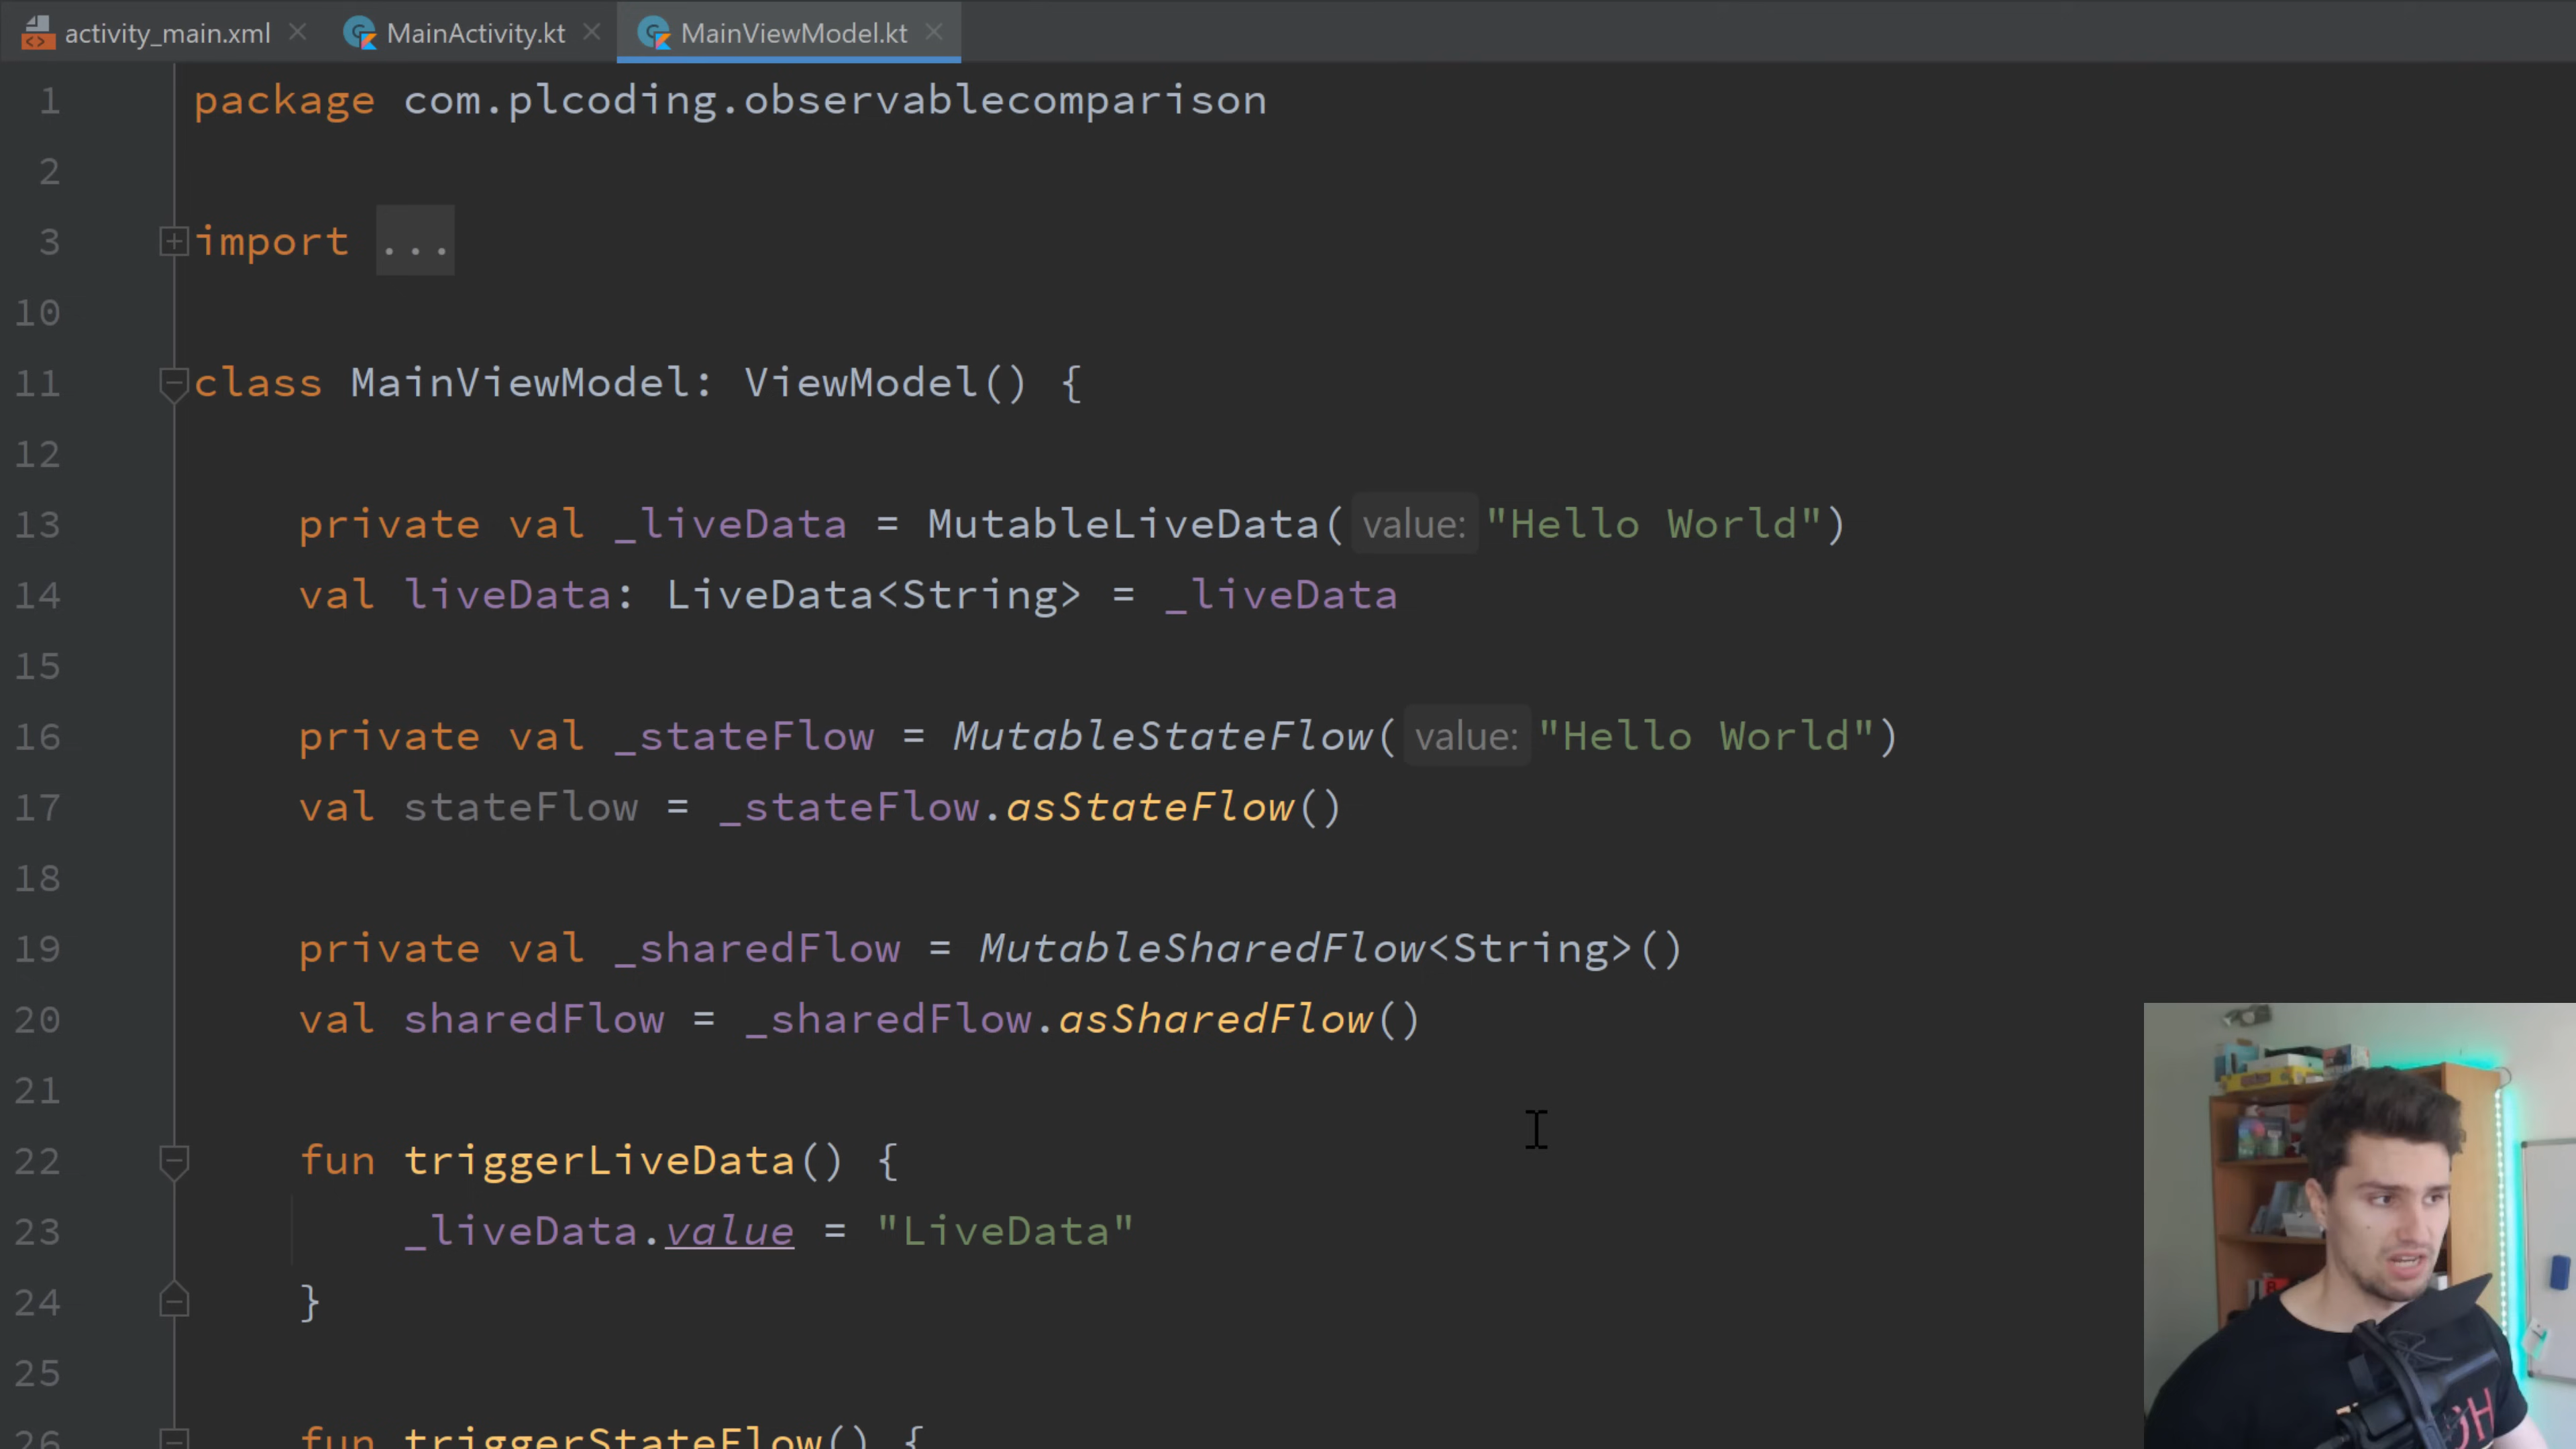 activity_main.xml MainActivity.kt MainViewModel.kt
1 package com.plcoding.observablecomparison
2
3 import ...
10
11 class MainViewModel: ViewModel() {
12
13 private val _liveData = MutableLiveData( value: "Hello World")
14 val liveData: LiveData<String> = _liveData
15
16 private val _stateFlow = MutableStateFlow( value: "Hello World")
17 val stateFlow = _stateFlow.asStateFlow()
18
19 private val _sharedFlow = MutableSharedFlow<String>()
20 val sharedFlow = _sharedFlow.asSharedFlow()
21
22 fun triggerLiveData() {
23 _liveData.value = "LiveData"
24 }
25
26 fun triggerStateFlow() {